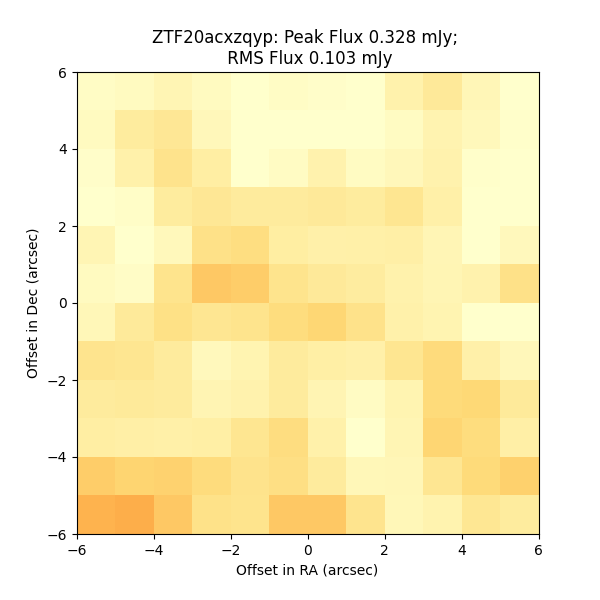 ZTF20acxzqyp: Peak Flux 0.328 mJy;
RMS Flux 0.103 mJy
6
4
2
0
−2
−4
−6
Offset in Dec (arcsec)
−6 −4 −2 0 2 4 6
Offset in RA (arcsec)